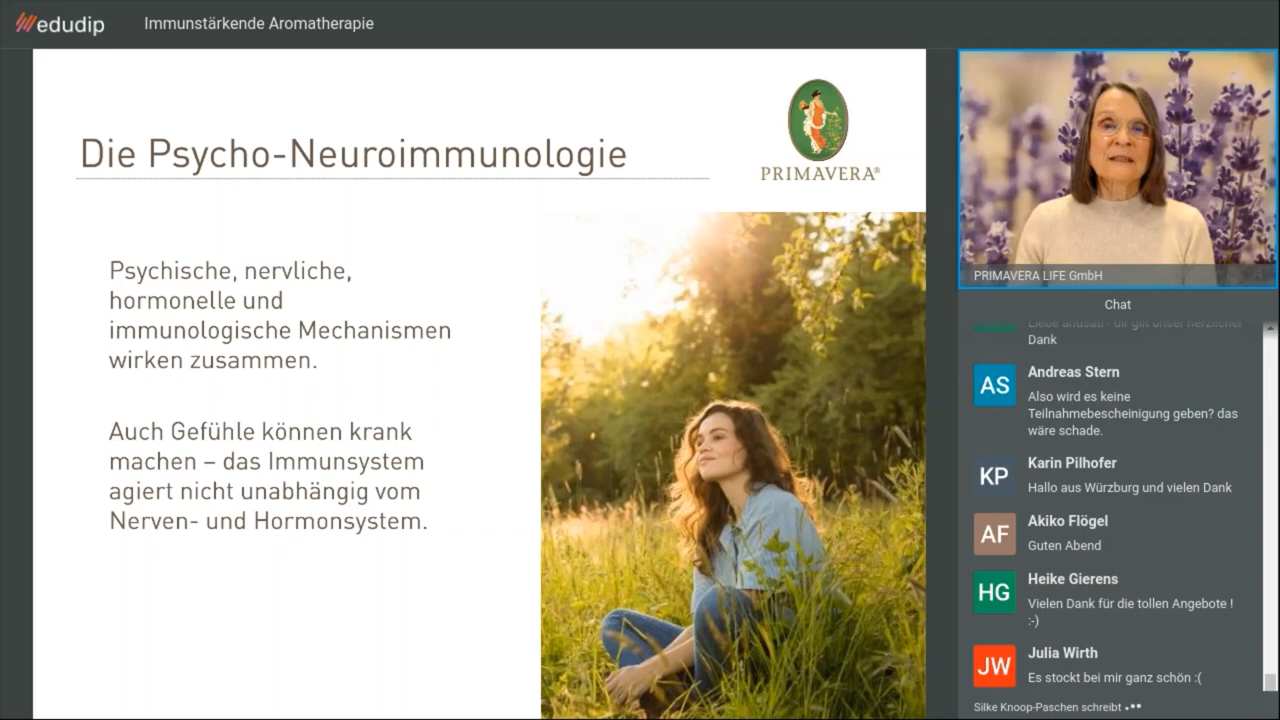 edudip
Immunstärkende Aromatherapie
Die Psycho-Neuroimmunologie
PRIMAVERA®
Psychische, nervliche,
hormonelle und
immunologische Mechanismen
wirken zusammen.
Auch Gefühle können krank
machen – das Immunsystem
agiert nicht unabhängig vom
Nerven- und Hormonsystem.
PRIMAVERA LIFE GmbH
Chat
Dank
AS
Andreas Stern
Also wird es keine
Teilnahmebescheinigung geben? das
wäre schade.
KP
Karin Pilhofer
Hallo aus Würzburg und vielen Dank
AF
Akiko Flögel
Guten Abend
HG
Heike Gierens
Vielen Dank für die tollen Angebote !
:-)
JW
Julia Wirth
Es stockt bei mir ganz schön :(
Silke Knoop-Paschen schreibt